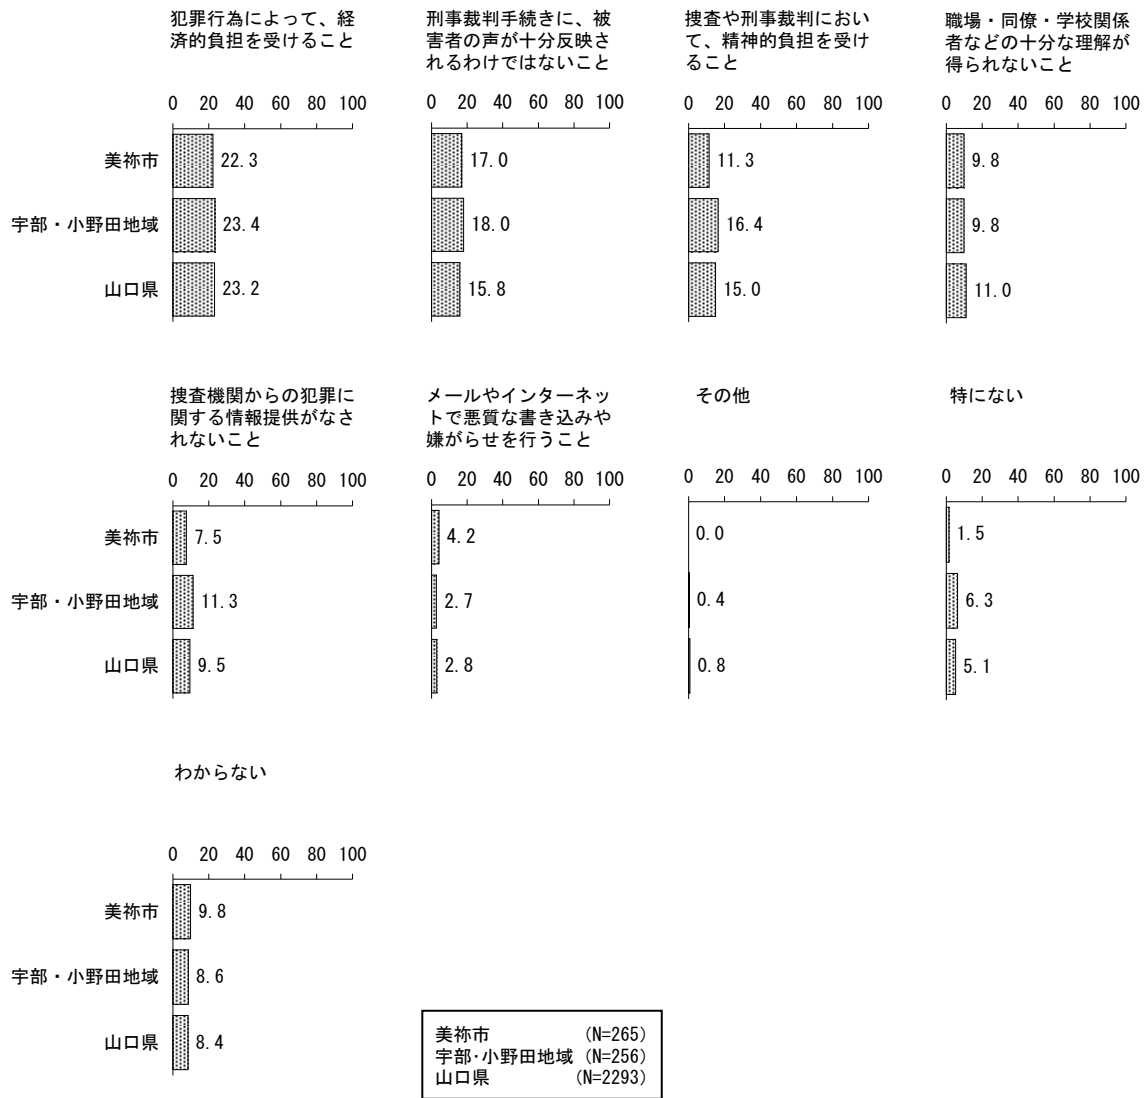 犯罪行為によって、経
済的負担を受けること
刑事裁判手続きに、被
害者の声が十分反映さ
れるわけではないこと
捜査や刑事裁判におい
て、精神的負担を受け
ること
職場・同僚・学校関係
者などの十分な理解が
得られないこと
0 20 40 60 80 100
0 20 40 60 80 100
0 20 40 60 80 100
0 20 40 60 80 100
美祢市 22.3 17.0 11.3 9.8
宇部・小野田地域 23.4 18.0 16.4 9.8
山口県 23.2 15.8 15.0 11.0
捜査機関からの犯罪に
関する情報提供がなさ
れないこと
メールやインターネッ
トで悪質な書き込みや
嫌がらせを行うこと
その他
特にない
0 20 40 60 80 100
0 20 40 60 80 100
0 20 40 60 80 100
0 20 40 60 80 100
美祢市 7.5 4.2 0.0 1.5
宇部・小野田地域 11.3 2.7 0.4 6.3
山口県 9.5 2.8 0.8 5.1
わからない
0 20 40 60 80 100
美祢市 9.8
宇部・小野田地域 8.6
山口県 8.4
美祢市 (N=265)
宇部･小野田地域 (N=256)
山口県 (N=2293)